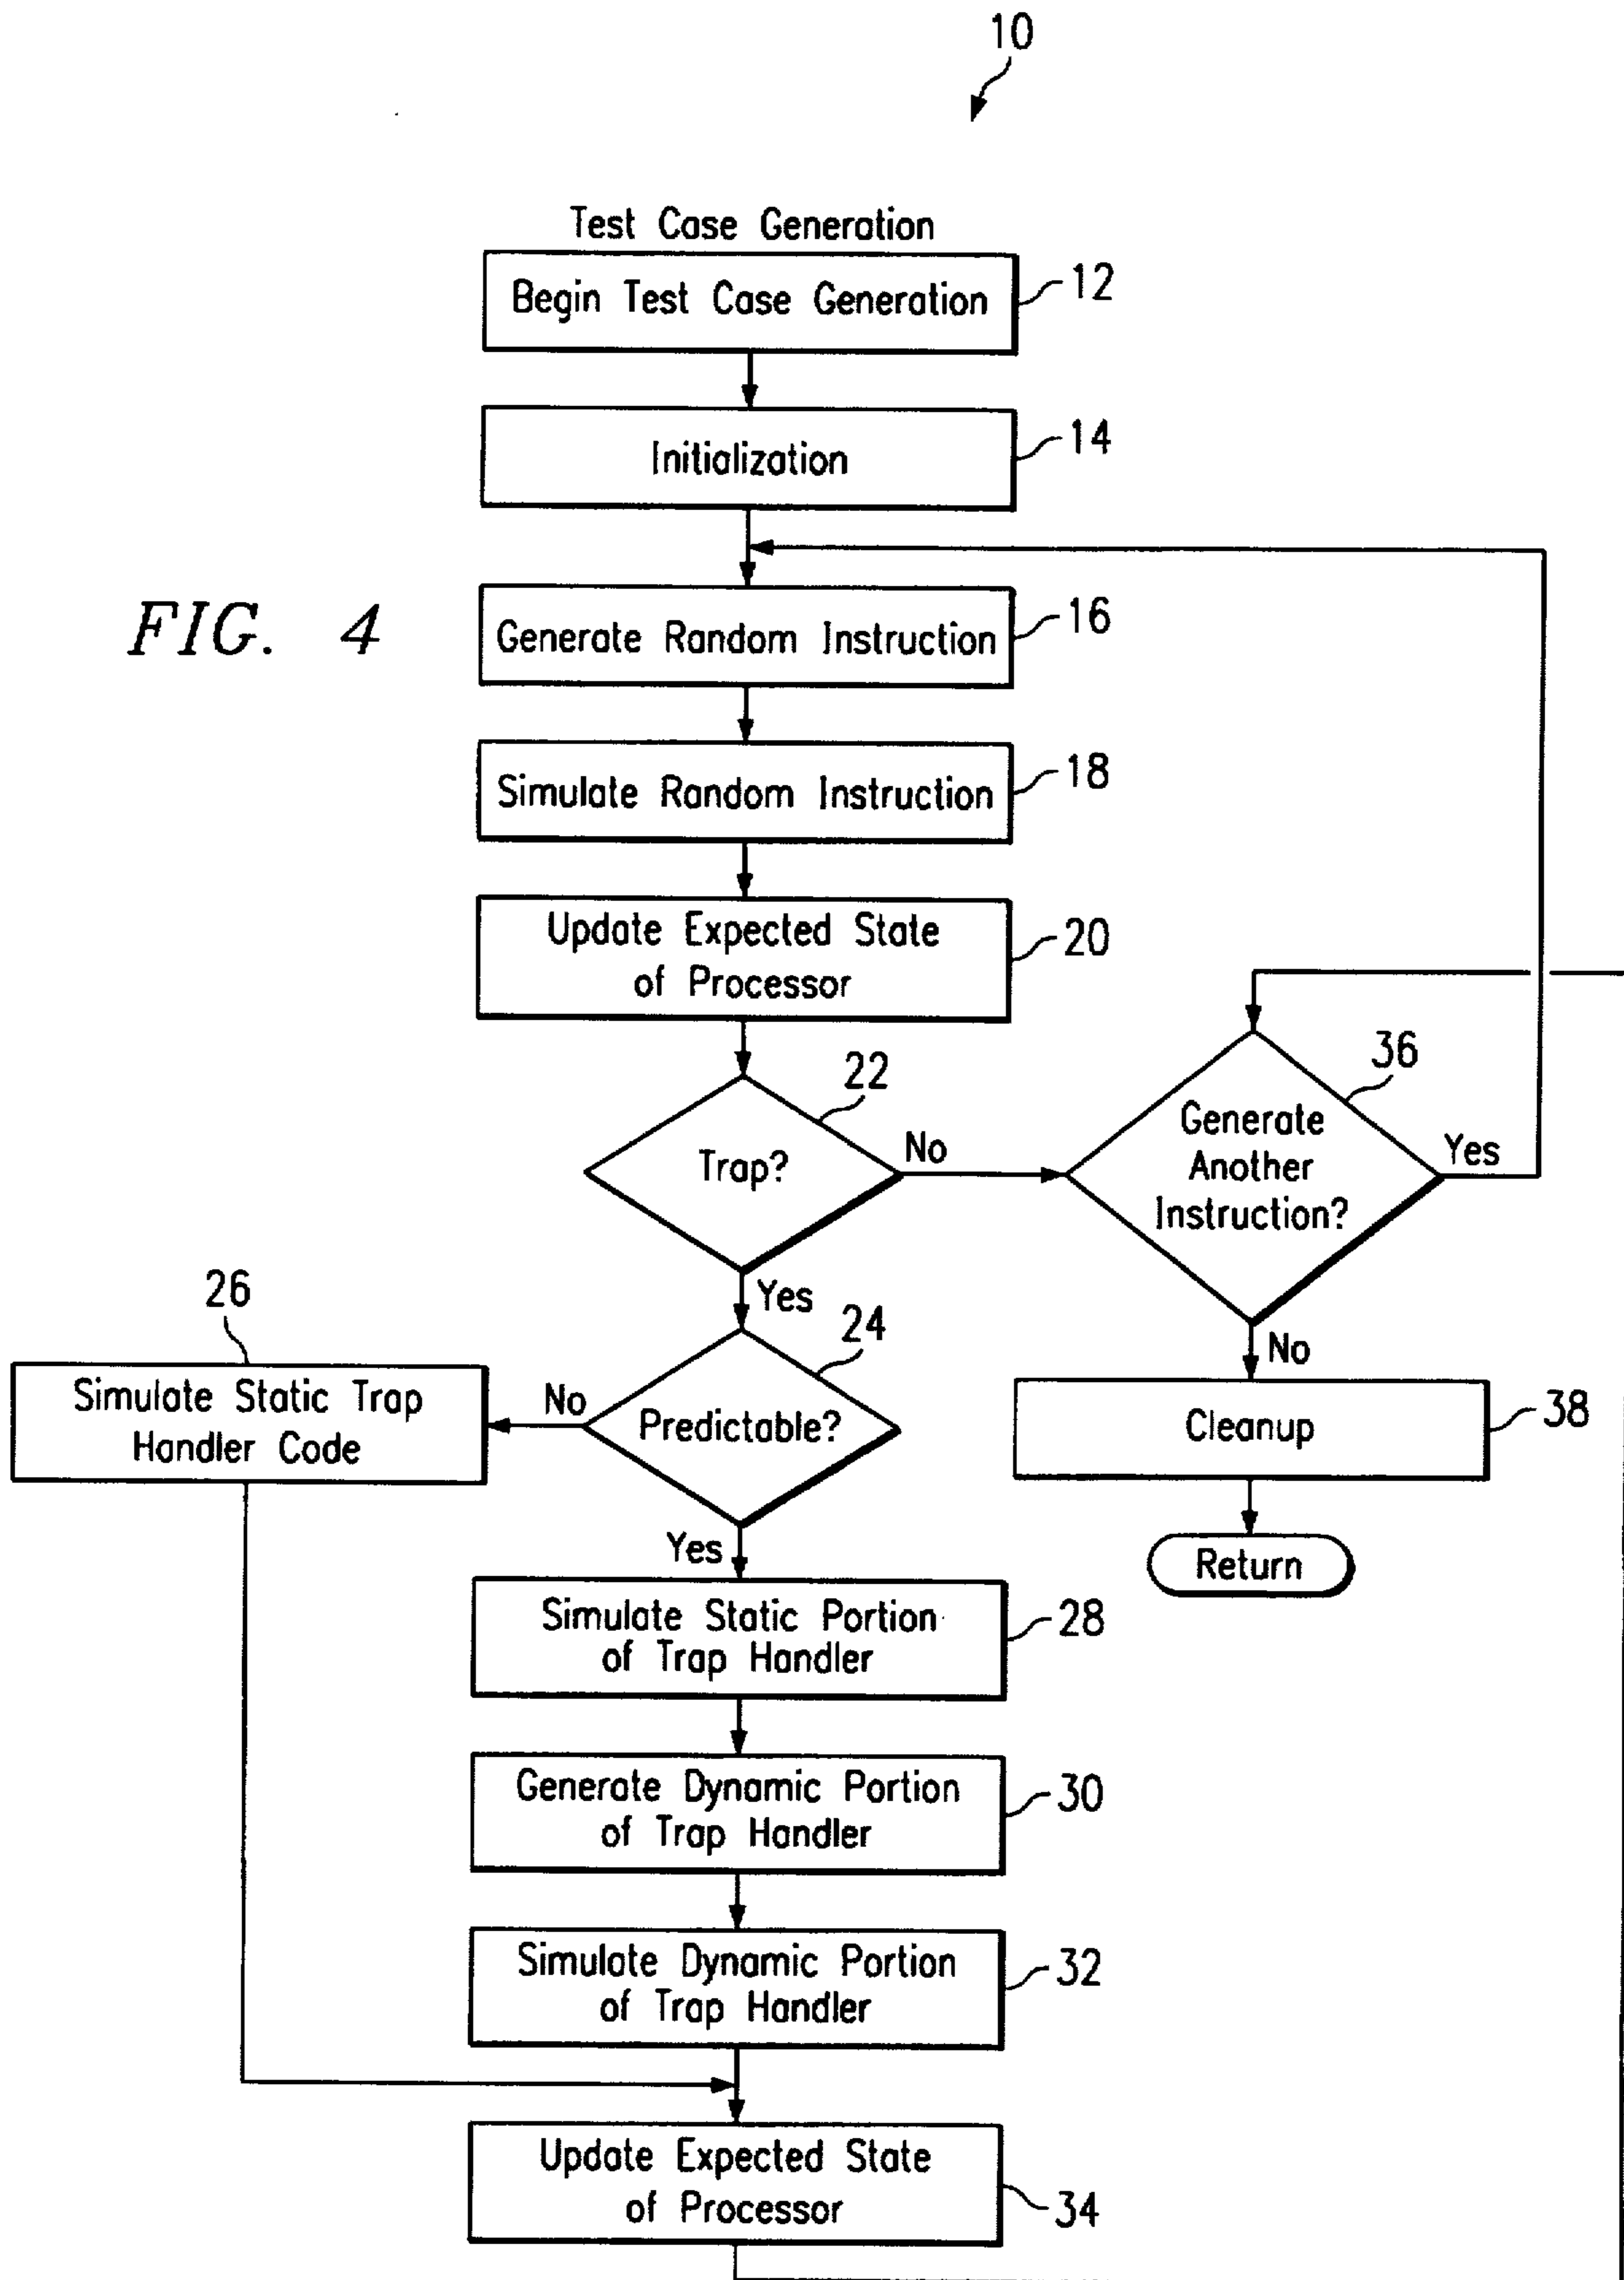 10
Test Case Generation
Begin Test Case Generation
12
Initialization
14
FIG. 4
Generate Random Instruction
16
Simulate Random Instruction
18
Update Expected State
of Processor
20
Trap?
22
No
Generate
Another
Instruction?
36
Yes
Yes
No
26
Simulate Static Trap
Handler Code
No
Predictable?
24
Cleanup
38
Yes
Return
Simulate Static Portion
of Trap Handler
28
Generate Dynamic Portion
of Trap Handler
30
Simulate Dynamic Portion
of Trap Handler
32
Update Expected State
of Processor
34